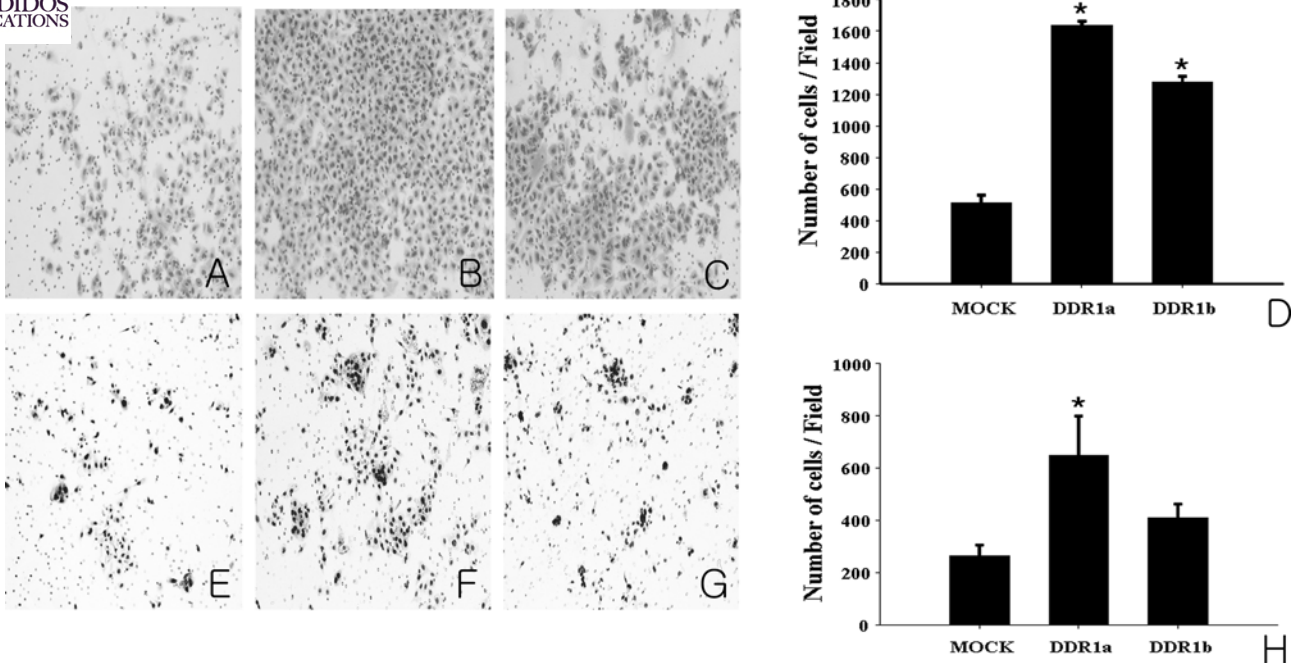 DIDOS
CATIONS
A
B
C
Number of cells / Field
1800
1600
1400
1200
1000
800
600
400
200
0
*
*
MOCK DDR1a DDR1b
D
E
F
G
Number of cells / Field
1000
800
600
400
200
0
*
MOCK DDR1a DDR1b
H